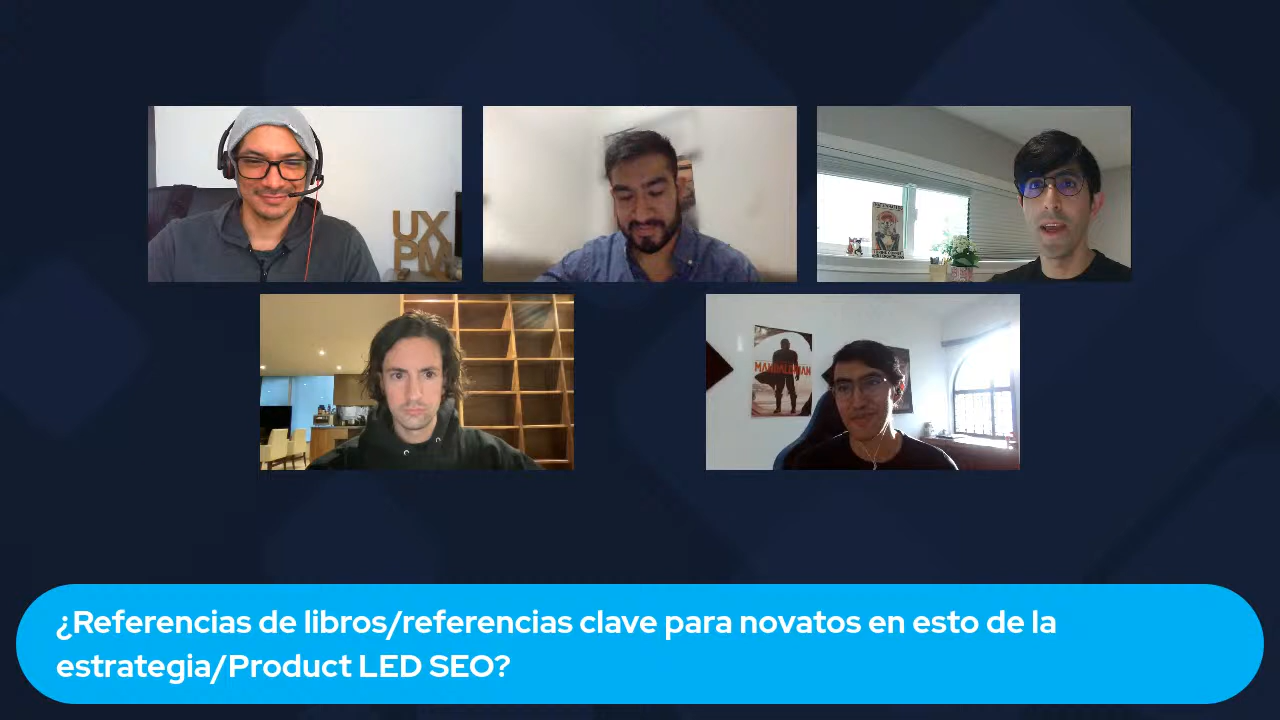 UX
PM
MANDALORIAN
¿Referencias de libros/referencias clave para novatos en esto de la
estrategia/Product LED SEO?